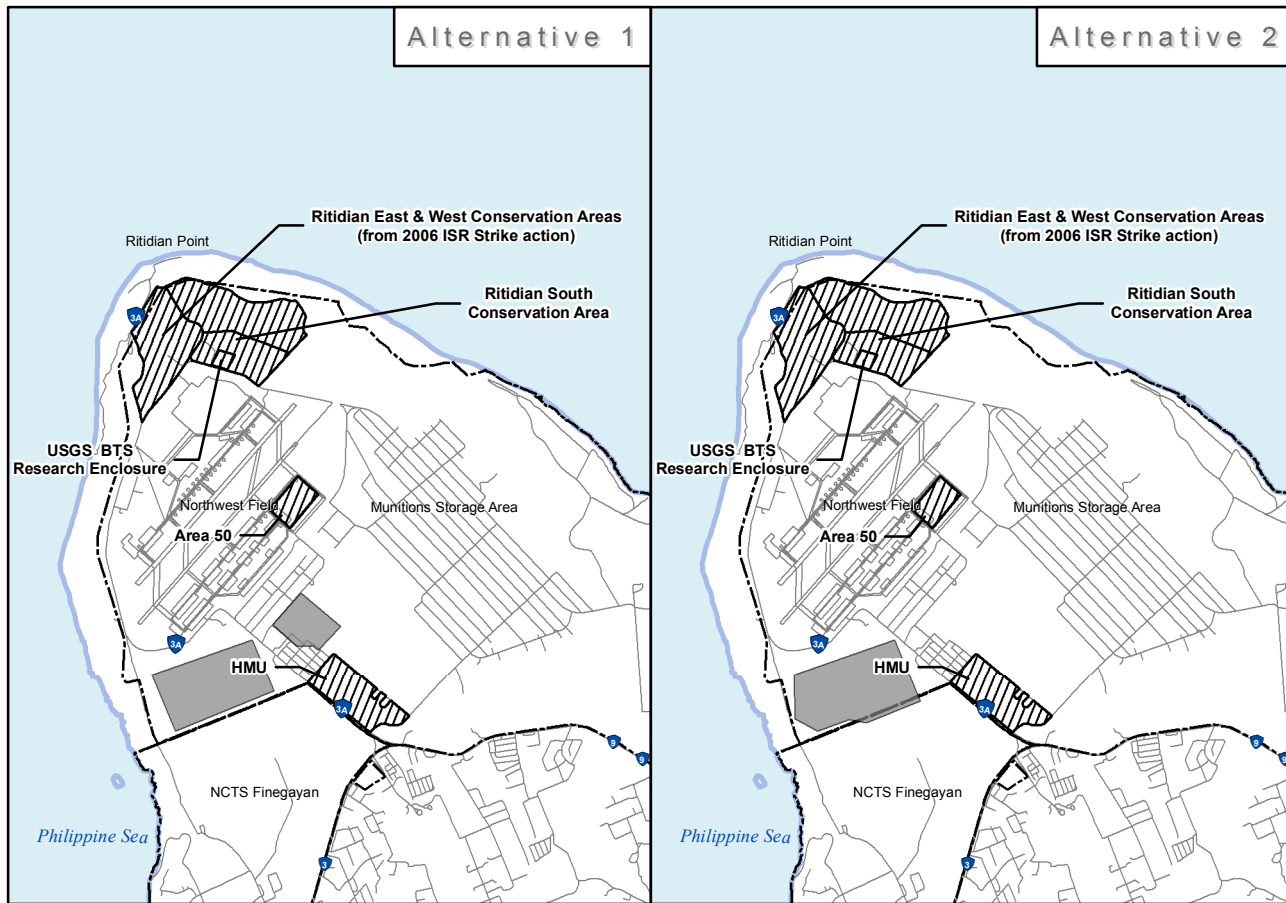 Alternative 1
Ritidian East & West Conservation Areas
(from 2006 ISR Strike action)
Ritidian Point
Ritidian South
Conservation Area
3A
USGS BTS
Research Enclosure
Northwest Field
Munitions Storage Area
Area 50
3A
HMU
3A
9
9
NCTS Finegayan
Philippine Sea
3
Alternative 2
Ritidian East & West Conservation Areas
(from 2006 ISR Strike action)
Ritidian Point
Ritidian South
Conservation Area
3A
USGS BTS
Research Enclosure
Northwest Field
Munitions Storage Area
Area 50
3A
HMU
3A
9
9
NCTS Finegayan
Philippine Sea
3